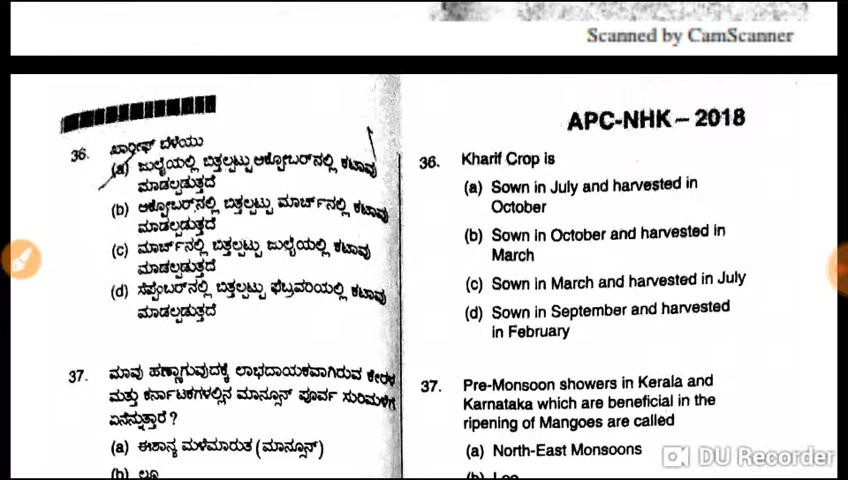 Scanned by CamScanner
36. ಖಾರೀಫ್ ಬೆಳೆಯು
(a) ಜುಲೈಯಲ್ಲಿ ಬಿತ್ತಲ್ಪಟ್ಟು ಆಕ್ಟೋಬರ್‌ನಲ್ಲಿ ಕಟಾವು
ಮಾಡಲ್ಪಡುತ್ತದೆ
(b) ಆಕ್ಟೋಬರ್‌ನಲ್ಲಿ ಬಿತ್ತಲ್ಪಟ್ಟು ಮಾರ್ಚ್‌ನಲ್ಲಿ ಕಟಾವು
ಮಾಡಲ್ಪಡುತ್ತದೆ
(c) ಮಾರ್ಚ್‌ನಲ್ಲಿ ಬಿತ್ತಲ್ಪಟ್ಟು ಜುಲೈಯಲ್ಲಿ ಕಟಾವು
ಮಾಡಲ್ಪಡುತ್ತದೆ
(d) ಸೆಪ್ಟೆಂಬರ್‌ನಲ್ಲಿ ಬಿತ್ತಲ್ಪಟ್ಟು ಫೆಬ್ರವರಿಯಲ್ಲಿ ಕಟಾವು
ಮಾಡಲ್ಪಡುತ್ತದೆ
37. ಮಾವು ಹಣ್ಣಾಗುವುದಕ್ಕೆ ಲಾಭದಾಯಕವಾಗಿರುವ ಕೇರಳ
ಮತ್ತು ಕರ್ನಾಟಕಗಳಲ್ಲಿನ ಮಾನ್ಸೂನ್ ಪೂರ್ವ ಸುರಿಮಳೆಗೆ
ಏನೆನ್ನುತ್ತಾರೆ ?
(a) ಈಶಾನ್ಯ ಮಳೆಮಾರುತ (ಮಾನ್ಸೂನ್)
(b) ಲೂ
APC-NHK – 2018
36. Kharif Crop is
(a) Sown in July and harvested in
October
(b) Sown in October and harvested in
March
(c) Sown in March and harvested in July
(d) Sown in September and harvested
in February
37. Pre-Monsoon showers in Kerala and
Karnataka which are beneficial in the
ripening of Mangoes are called
(a) North-East Monsoons
(b) Loo
DU Recorder